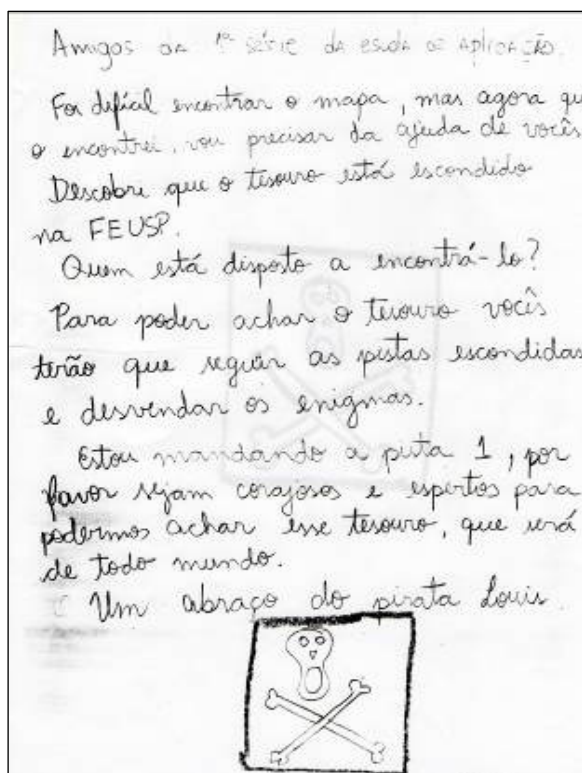 Amigos da 1ª série da escola de Aplicação.
Foi difícil encontrar o mapa, mas agora qu
o encontrei, vou precisar da ajuda de vocês
Descobri que o tesouro está escondido
na FEUSP.
Quem está disposto a encontrá-lo?
Para poder achar o tesouro vocês
terão que seguir as pistas escondidas
e desvendar os enigmas.
Estou mandando a pista 1, por
favor sejam corajosos e espertos para
podermos achar esse tesouro, que será
de todo mundo.
Um abraço do pirata Louis.